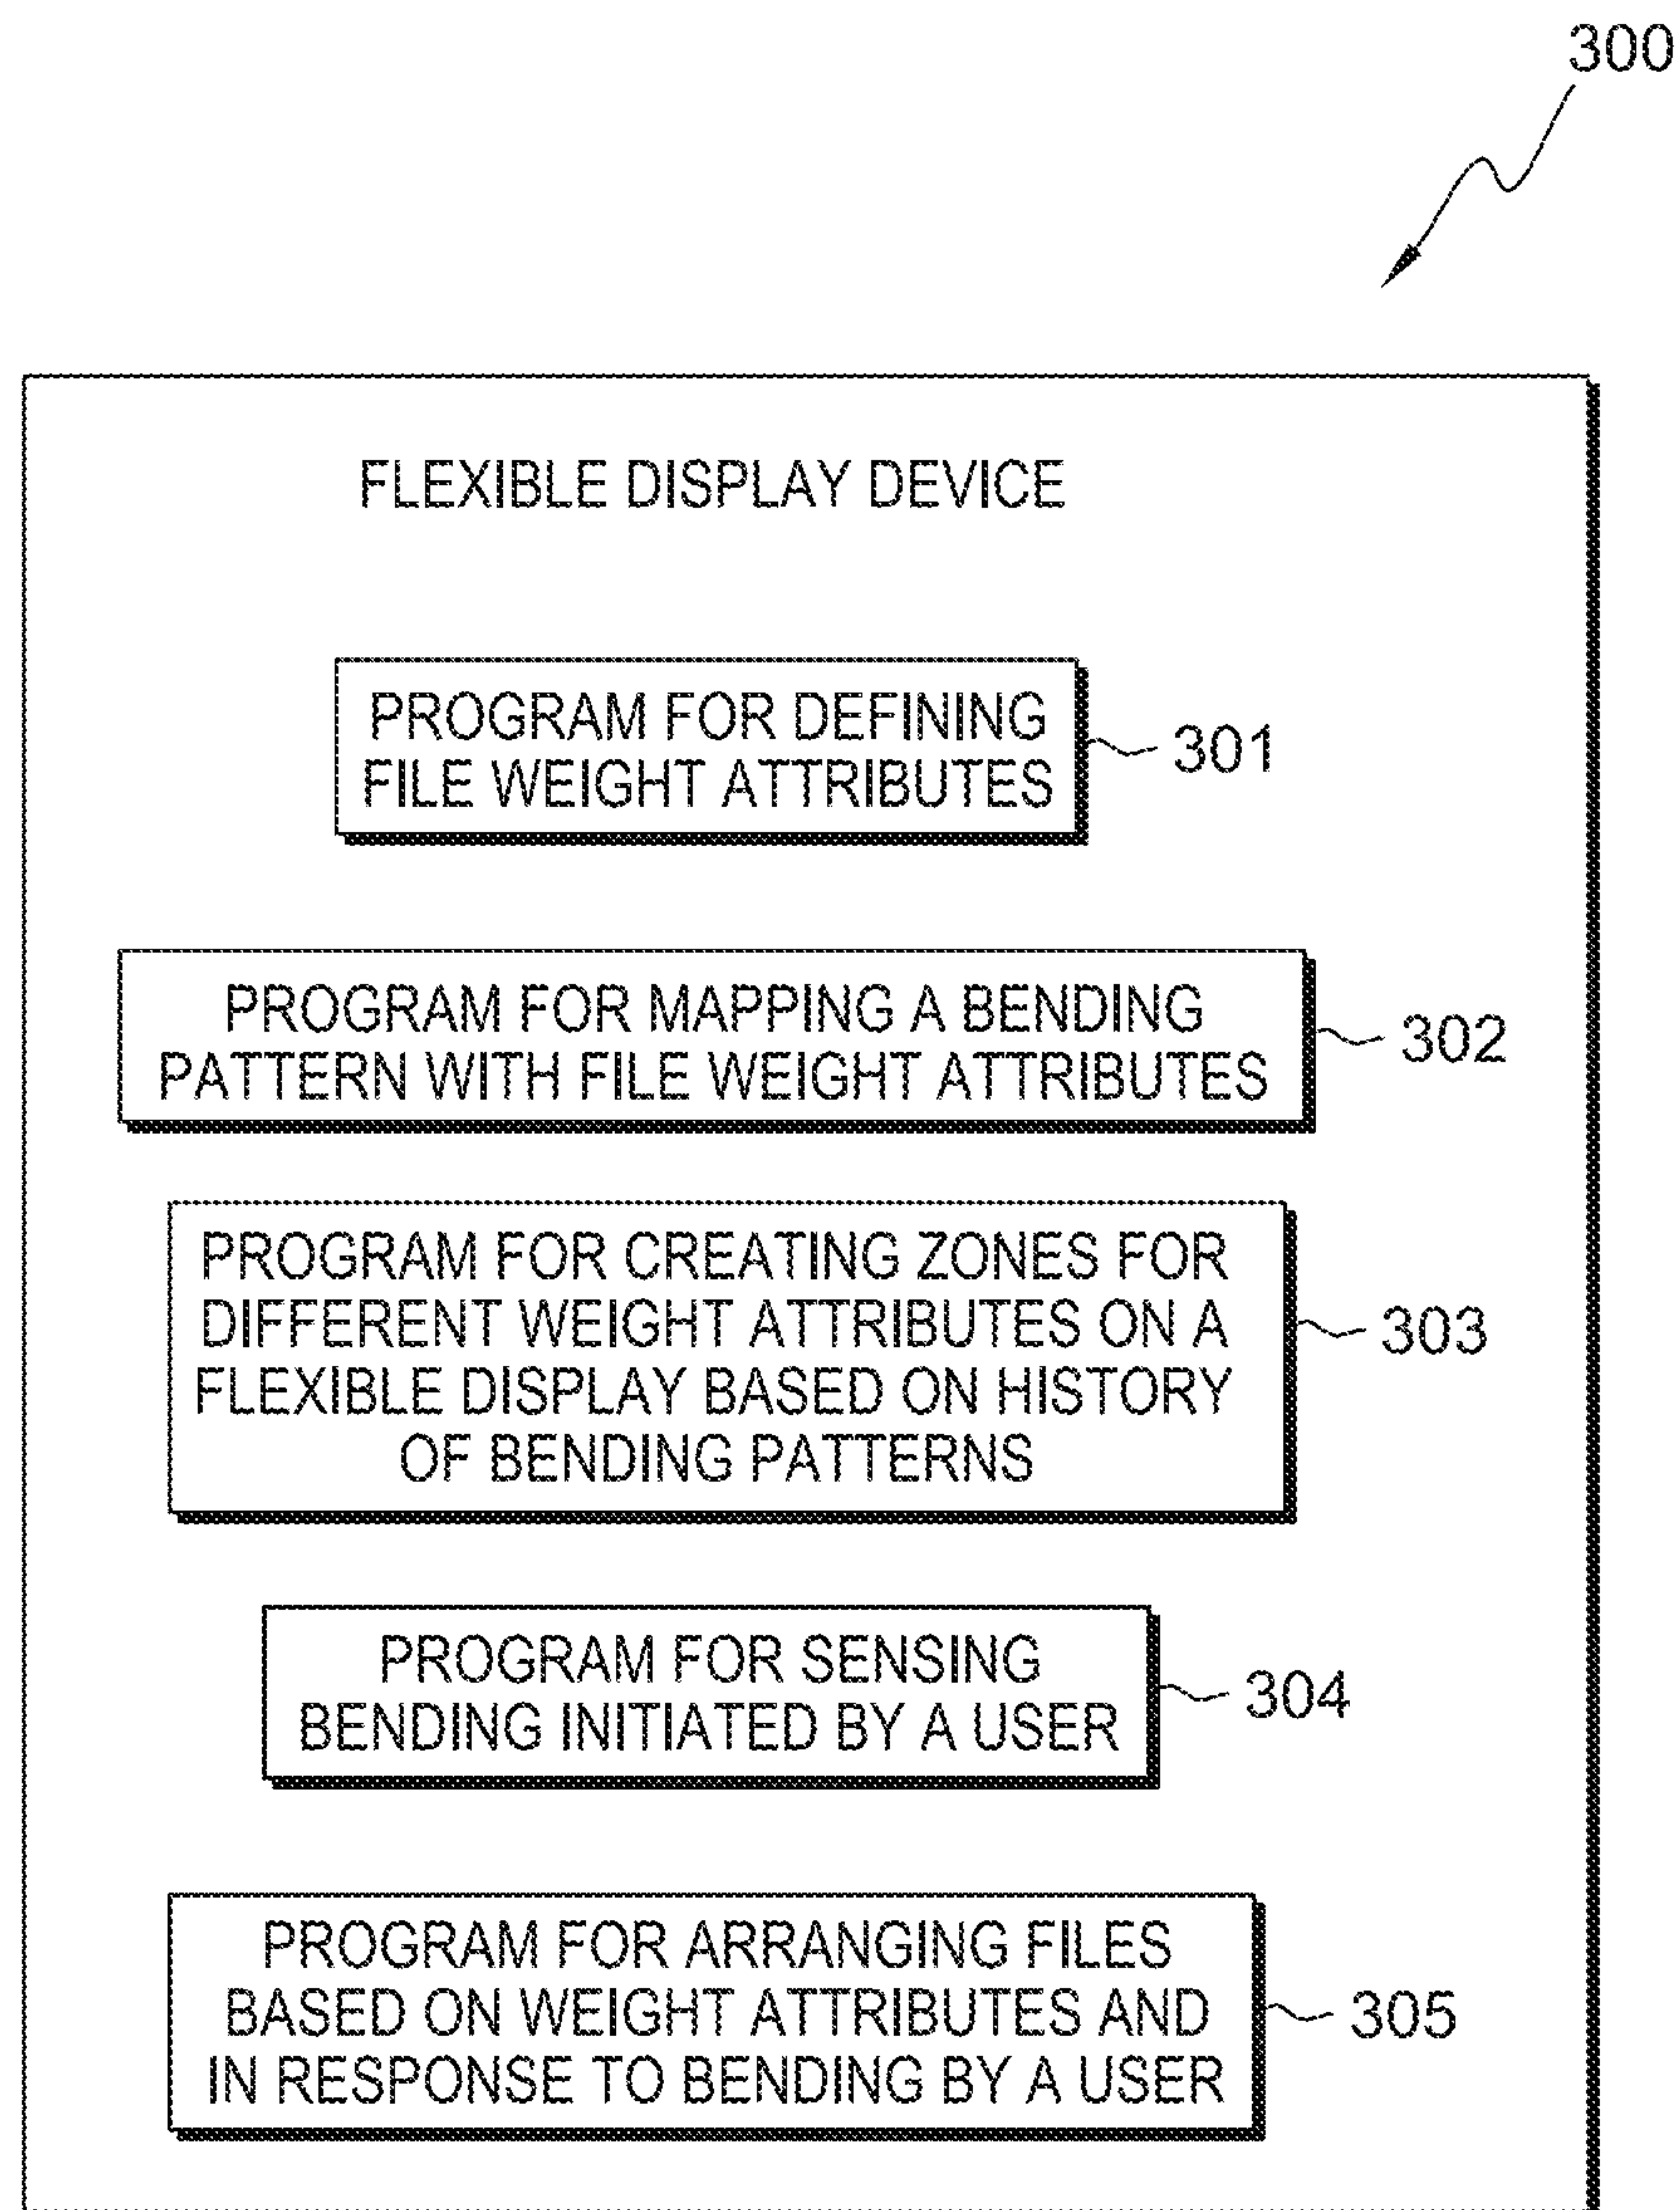 300
FLEXIBLE DISPLAY DEVICE
PROGRAM FOR DEFINING
FILE WEIGHT ATTRIBUTES
301
PROGRAM FOR MAPPING A BENDING
PATTERN WITH FILE WEIGHT ATTRIBUTES
302
PROGRAM FOR CREATING ZONES FOR
DIFFERENT WEIGHT ATTRIBUTES ON A
FLEXIBLE DISPLAY BASED ON HISTORY
OF BENDING PATTERNS
303
PROGRAM FOR SENSING
BENDING INITIATED BY A USER
304
PROGRAM FOR ARRANGING FILES
BASED ON WEIGHT ATTRIBUTES AND
IN RESPONSE TO BENDING BY A USER
305